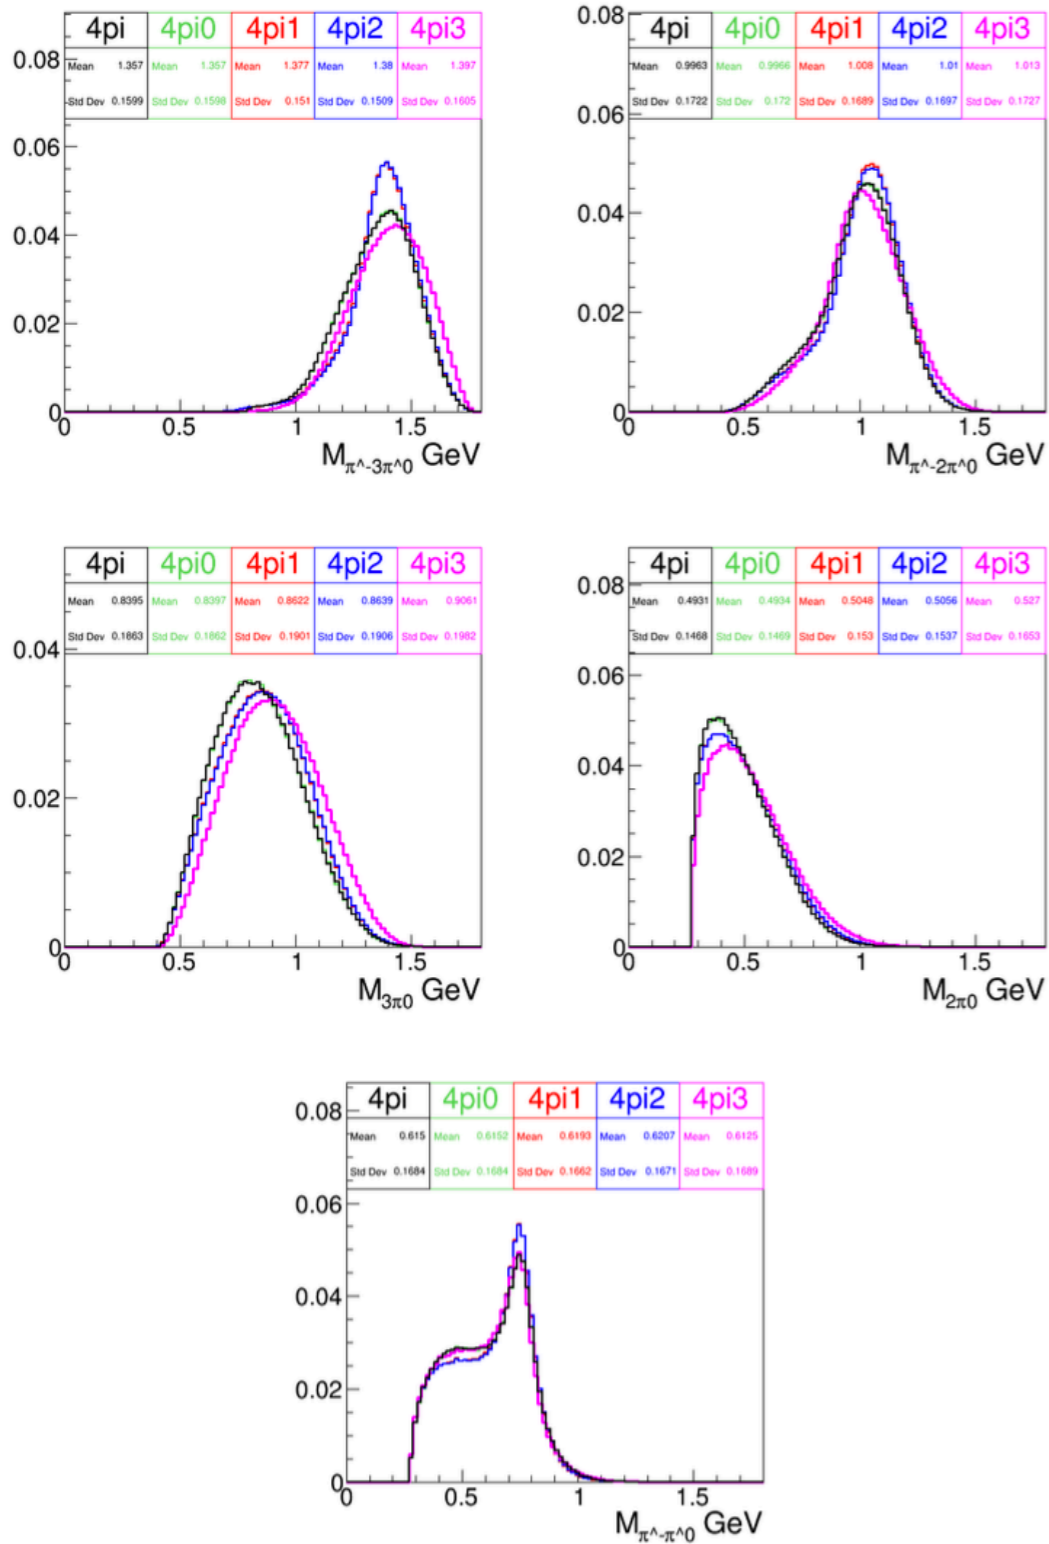 4pi 4pi0 4pi1 4pi2 4pi3
Mean 1.357 Mean 1.357 Mean 1.377 Mean 1.38 Mean 1.397
Std Dev 0.1599 Std Dev 0.1598 Std Dev 0.151 Std Dev 0.1509 Std Dev 0.1605
0.08
0.06
0.04
0.02
0
0 0.5 1 1.5
M_{π^-3π^0} GeV
4pi 4pi0 4pi1 4pi2 4pi3
Mean 0.9963 Mean 0.9966 Mean 1.008 Mean 1.01 Mean 1.013
Std Dev 0.1722 Std Dev 0.172 Std Dev 0.1689 Std Dev 0.1697 Std Dev 0.1727
0.08
0.06
0.04
0.02
0
0 0.5 1 1.5
M_{π^-2π^0} GeV
4pi 4pi0 4pi1 4pi2 4pi3
Mean 0.8395 Mean 0.8397 Mean 0.8622 Mean 0.8639 Mean 0.9061
Std Dev 0.1863 Std Dev 0.1862 Std Dev 0.1901 Std Dev 0.1906 Std Dev 0.1982
0.04
0.02
0
0 0.5 1 1.5
M_{3π0} GeV
4pi 4pi0 4pi1 4pi2 4pi3
Mean 0.4931 Mean 0.4934 Mean 0.5048 Mean 0.5056 Mean 0.527
Std Dev 0.1468 Std Dev 0.1469 Std Dev 0.153 Std Dev 0.1537 Std Dev 0.1653
0.08
0.06
0.04
0.02
0
0 0.5 1 1.5
M_{2π0} GeV
4pi 4pi0 4pi1 4pi2 4pi3
Mean 0.615 Mean 0.6152 Mean 0.6193 Mean 0.6207 Mean 0.6125
Std Dev 0.1684 Std Dev 0.1684 Std Dev 0.1662 Std Dev 0.1671 Std Dev 0.1689
0.08
0.06
0.04
0.02
0
0 0.5 1 1.5
M_{π^-π^0} GeV